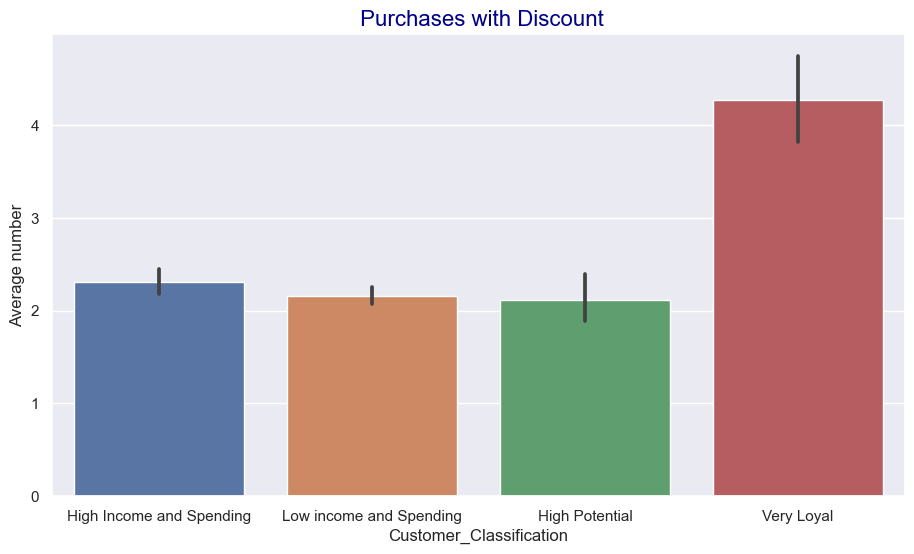 Purchases with Discount
Average number
4
3
2
1
0
High Income and Spending
Low income and Spending
High Potential
Very Loyal
Customer_Classification